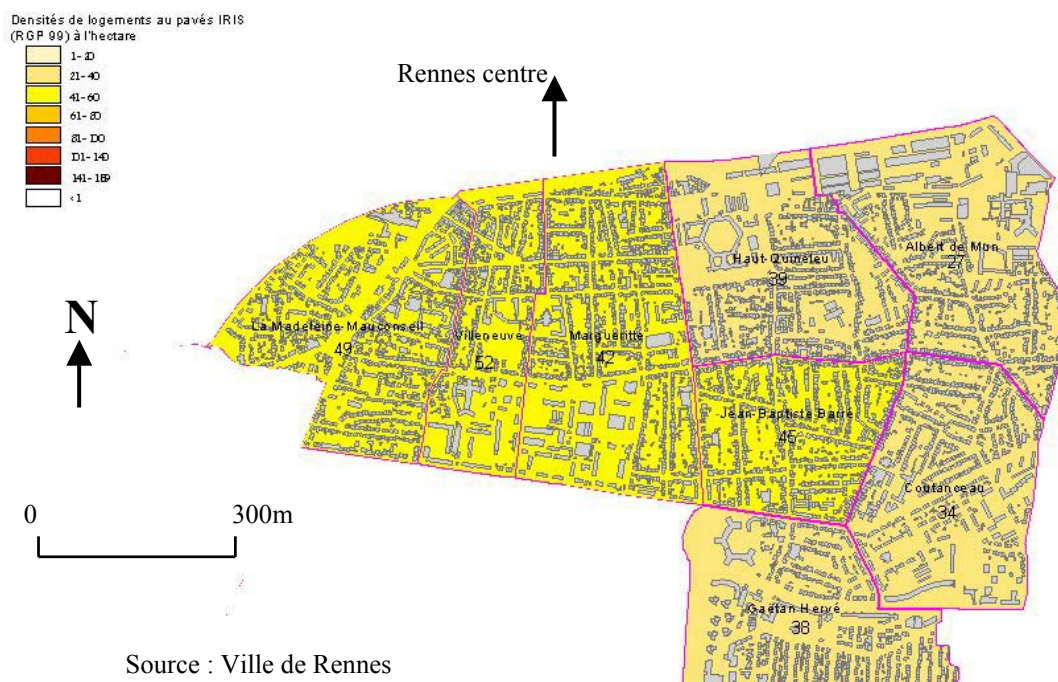 Densités de logements au pavés IRIS
(RGP 99) à l'hectare
1-20
21-40
41-60
61-80
81-100
101-140
141-189
<1
Rennes centre
N
La Madeleine-Mauconseil
49
Villeneuve
52
Margueritte
42
Haut-Quineleu
39
Albert de Mun
27
Jean-Baptiste Barré
45
Coutanceau
34
Gaëtan Hervé
38
0 300m
Source : Ville de Rennes